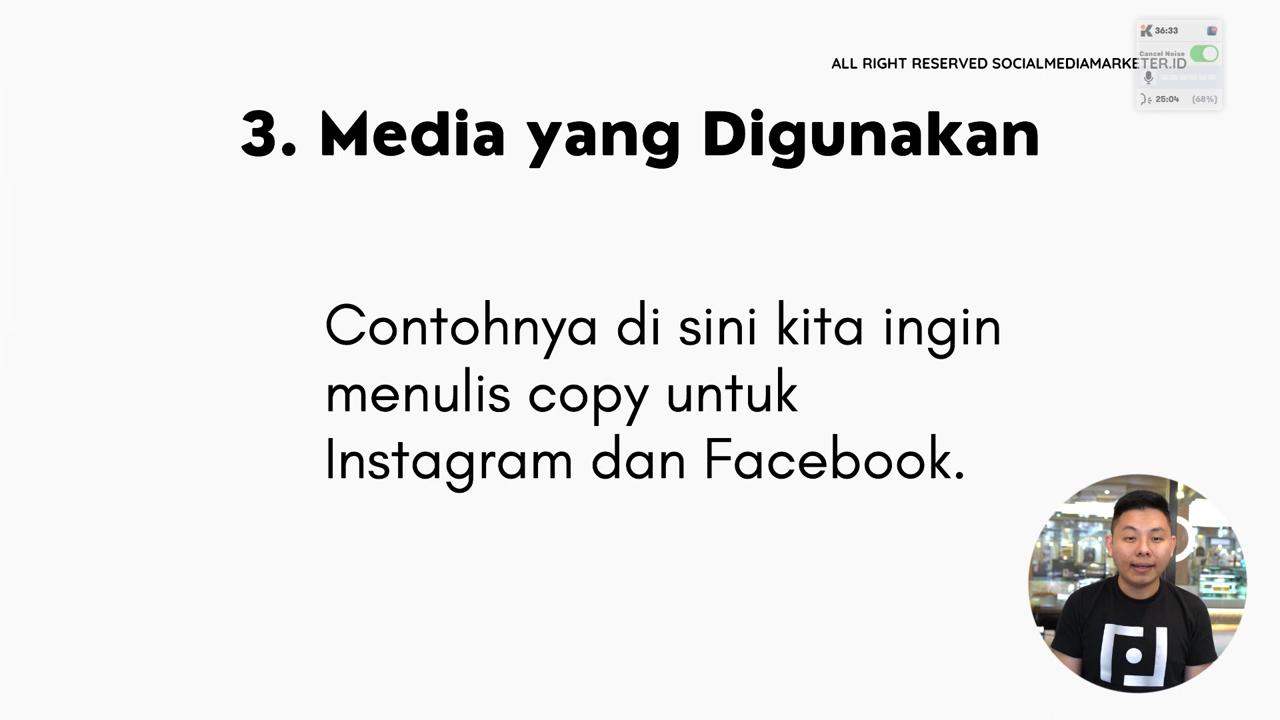 36:33
Cancel Noise
ALL RIGHT RESERVED SOCIALMEDIAMARKETER.ID
25:04 (68%)
3. Media yang Digunakan
Contohnya di sini kita ingin
menulis copy untuk
Instagram dan Facebook.